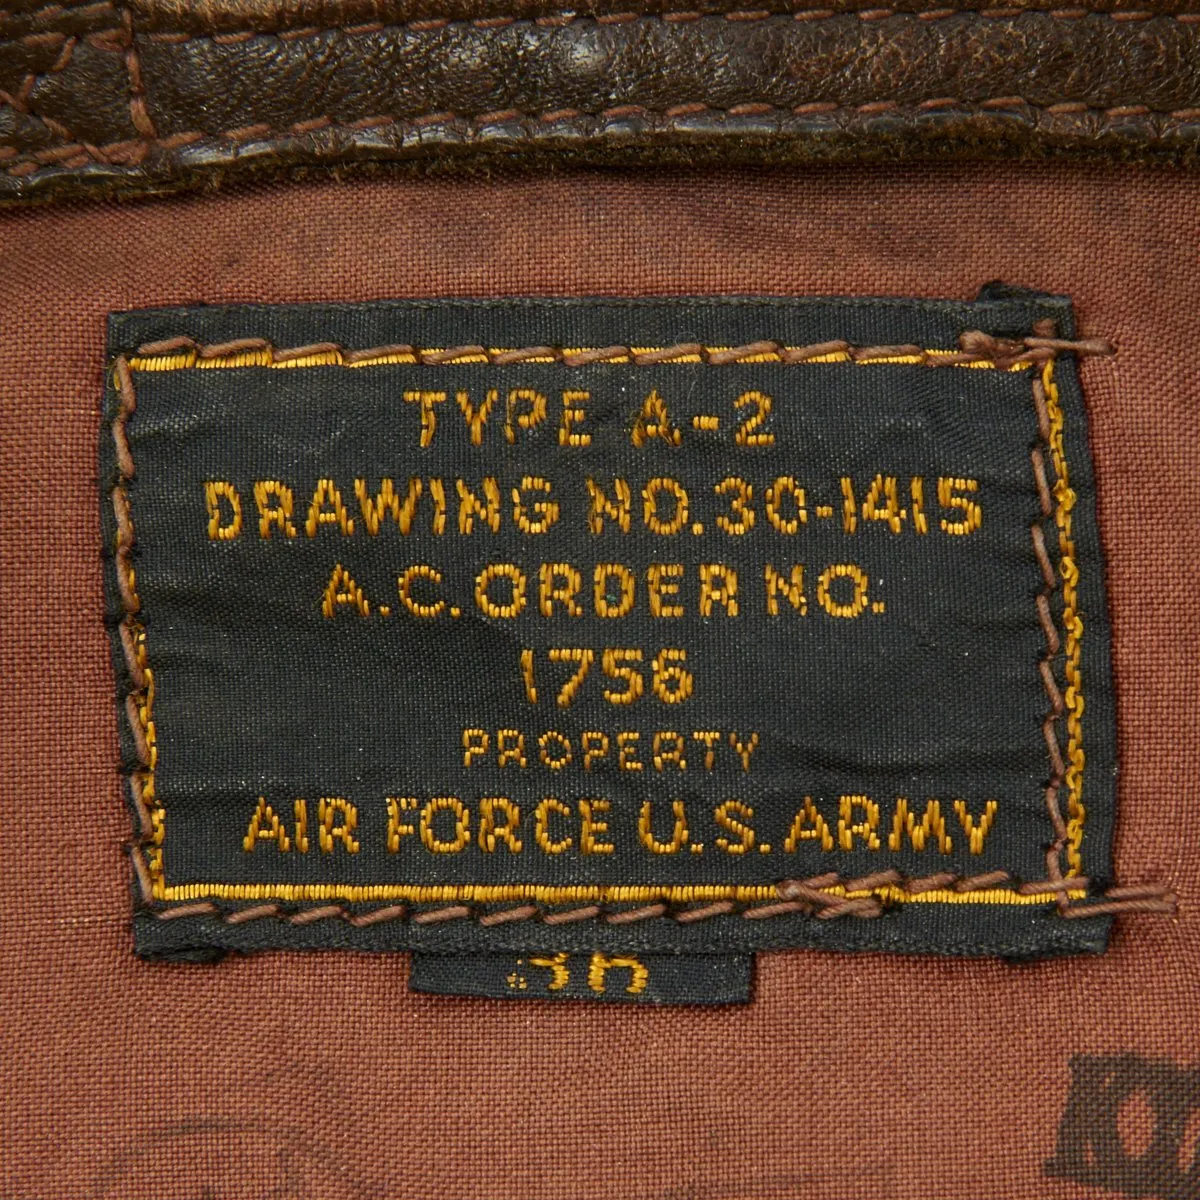 TYPE A-2
DRAWING NO. 30-1415
A.C. ORDER NO.
1756
PROPERTY
AIR FORCE U.S. ARMY